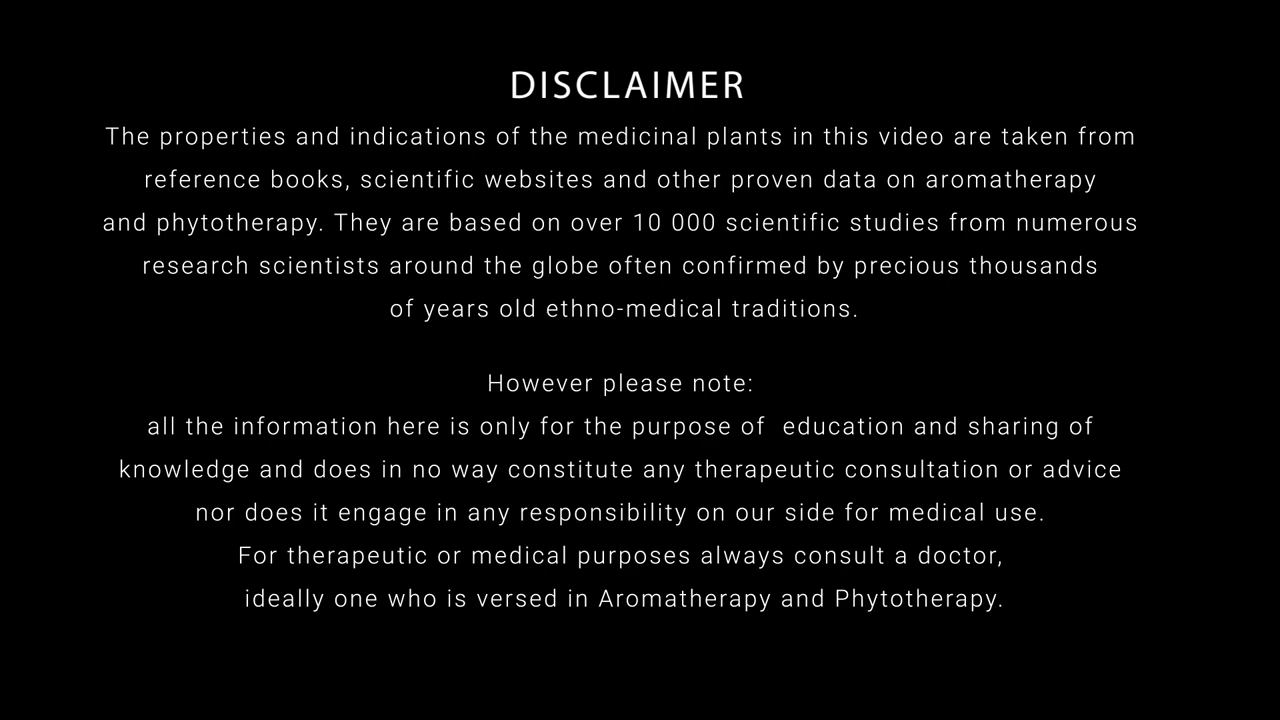 DISCLAIMER
The properties and indications of the medicinal plants in this video are taken from
reference books, scientific websites and other proven data on aromatherapy
and phytotherapy. They are based on over 10 000 scientific studies from numerous
research scientists around the globe often confirmed by precious thousands
of years old ethno-medical traditions.
However please note:
all the information here is only for the purpose of  education and sharing of
knowledge and does in no way constitute any therapeutic consultation or advice
nor does it engage in any responsibility on our side for medical use.
For therapeutic or medical purposes always consult a doctor,
ideally one who is versed in Aromatherapy and Phytotherapy.